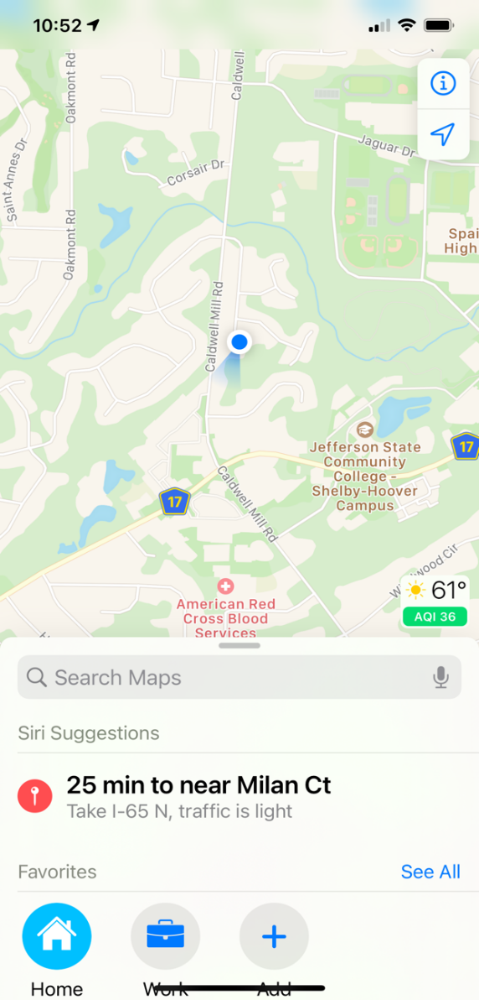 10:52
Oakmont Rd
Caldwell
Saint Annes Dr
Corsair Dr
Jaguar Dr
Oakmont Rd
Spai
High
Caldwell Mill Rd
Jefferson State
Community
College -
Shelby-Hoover
Campus
17
17
Caldwell Mill Rd
American Red
Cross Blood
Services
61°
AQI 36
Search Maps
Siri Suggestions
25 min to near Milan Ct
Take I-65 N, traffic is light
Favorites
See All
Home
Work
Add